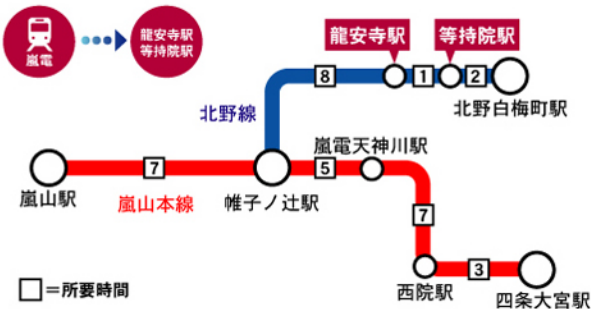 嵐電
龍安寺駅
等持院駅
龍安寺駅
等持院駅
8
1
2
北野白梅町駅
北野線
嵐電天神川駅
7
5
嵐山駅
嵐山本線
帷子ノ辻駅
7
3
西院駅
四条大宮駅
=所要時間